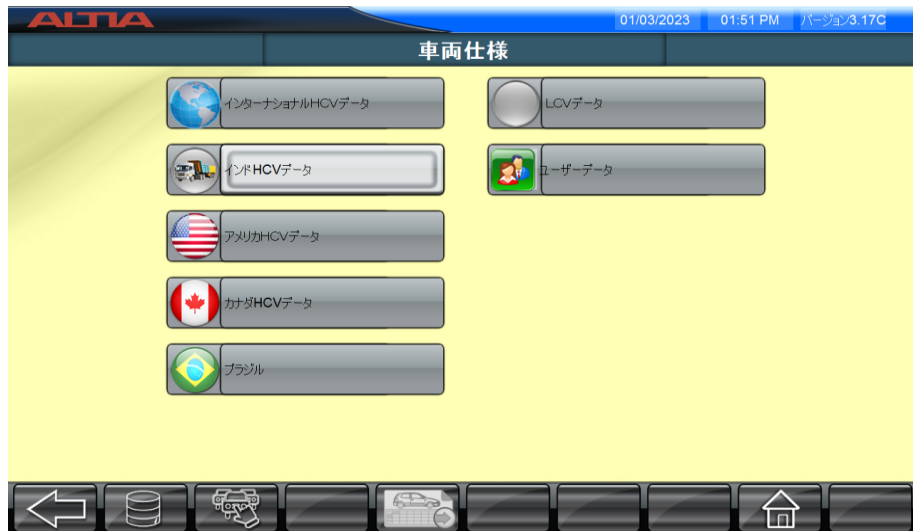 ALTIA
01/03/2023 01:51 PM バージョン3.17C
車両仕様
インターナショナルHCVデータ
インドHCVデータ
アメリカHCVデータ
カナダHCVデータ
ブラジル
LCVデータ
ユーザーデータ